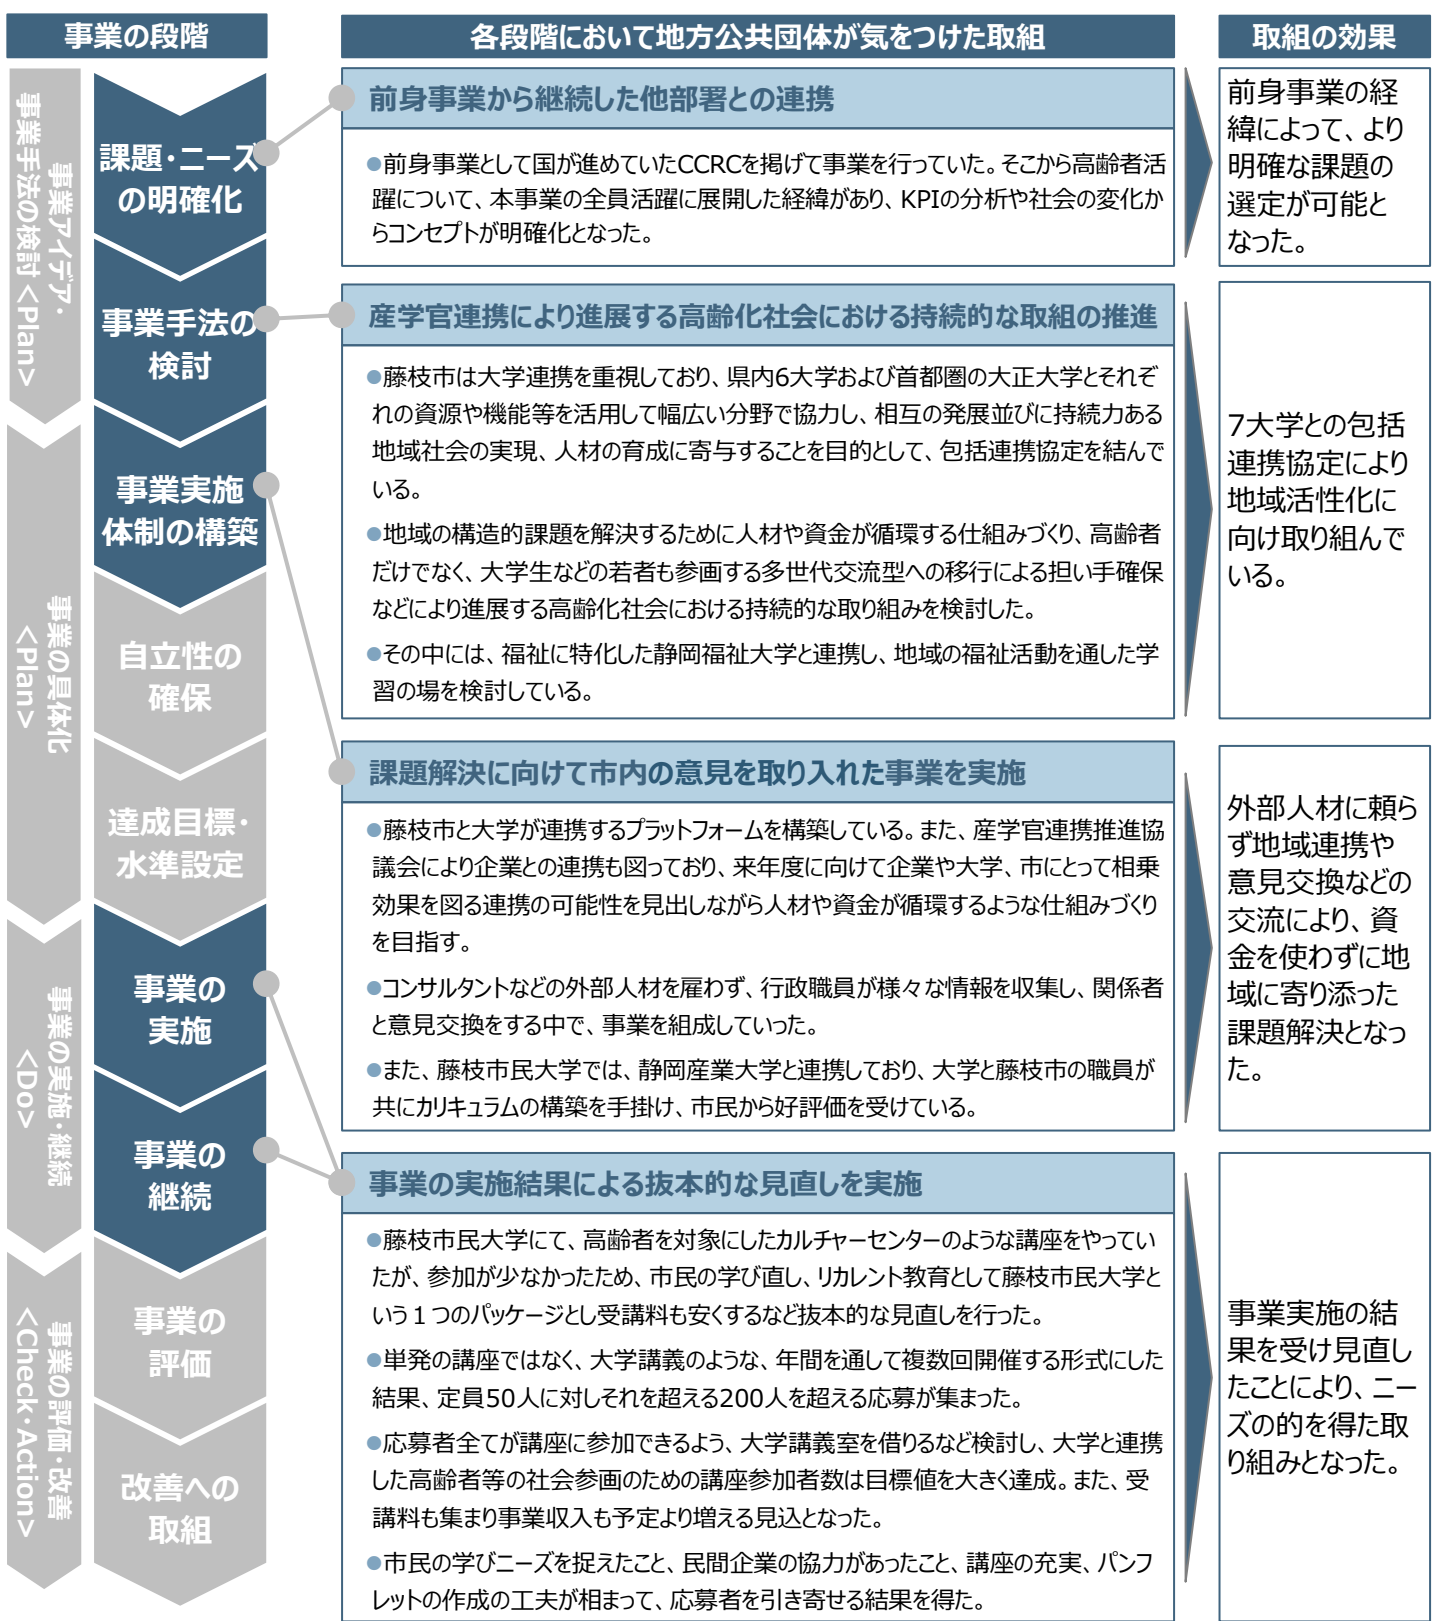 事業の段階
各段階において地方公共団体が気をつけた取組
取組の効果
事業アイデア・
事業手法の検討 <Plan>
事業の具体化
<Plan>
事業の実施・継続
<Do>
事業の評価・改善
<Check・Action>
課題・ニーズ
の明確化
事業手法の
検討
事業実施
体制の構築
自立性の
確保
達成目標・
水準設定
事業の
実施
事業の
継続
事業の
評価
改善への
取組
前身事業から継続した他部署との連携
●前身事業として国が進めていたCCRCを掲げて事業を行っていた。そこから高齢者活
躍について、本事業の全員活躍に展開した経緯があり、KPIの分析や社会の変化か
らコンセプトが明確化となった。
前身事業の経
緯によって、より
明確な課題の
選定が可能と
なった。
産学官連携により進展する高齢化社会における持続的な取組の推進
●藤枝市は大学連携を重視しており、県内6大学および首都圏の大正大学とそれぞ
れの資源や機能等を活用して幅広い分野で協力し、相互の発展並びに持続力ある
地域社会の実現、人材の育成に寄与することを目的として、包括連携協定を結んで
いる。
●地域の構造的課題を解決するために人材や資金が循環する仕組みづくり、高齢者
だけでなく、大学生などの若者も参画する多世代交流型への移行による担い手確保
などにより進展する高齢化社会における持続的な取り組みを検討した。
●その中には、福祉に特化した静岡福祉大学と連携し、地域の福祉活動を通した学
習の場を検討している。
7大学との包括
連携協定により
地域活性化に
向け取り組んで
いる。
課題解決に向けて市内の意見を取り入れた事業を実施
●藤枝市と大学が連携するプラットフォームを構築している。また、産学官連携推進協
議会により企業との連携も図っており、来年度に向けて企業や大学、市にとって相乗
効果を図る連携の可能性を見出しながら人材や資金が循環するような仕組みづくり
を目指す。
●コンサルタントなどの外部人材を雇わず、行政職員が様々な情報を収集し、関係者
と意見交換をする中で、事業を組成していった。
●また、藤枝市民大学では、静岡産業大学と連携しており、大学と藤枝市の職員が
共にカリキュラムの構築を手掛け、市民から好評価を受けている。
外部人材に頼ら
ず地域連携や
意見交換などの
交流により、資
金を使わずに地
域に寄り添った
課題解決となっ
た。
事業の実施結果による抜本的な見直しを実施
●藤枝市民大学にて、高齢者を対象にしたカルチャーセンターのような講座をやってい
たが、参加が少なかったため、市民の学び直し、リカレント教育として藤枝市民大学と
いう１つのパッケージとし受講料も安くするなど抜本的な見直しを行った。
●単発の講座ではなく、大学講義のような、年間を通して複数回開催する形式にした
結果、定員50人に対しそれを超える200人を超える応募が集まった。
●応募者全てが講座に参加できるよう、大学講義室を借りるなど検討し、大学と連携
した高齢者等の社会参画のための講座参加者数は目標値を大きく達成。また、受
講料も集まり事業収入も予定より増える見込となった。
●市民の学びニーズを捉えたこと、民間企業の協力があったこと、講座の充実、パンフ
レットの作成の工夫が相まって、応募者を引き寄せる結果を得た。
事業実施の結
果を受け見直し
たことにより、ニー
ズの的を得た取
り組みとなった。